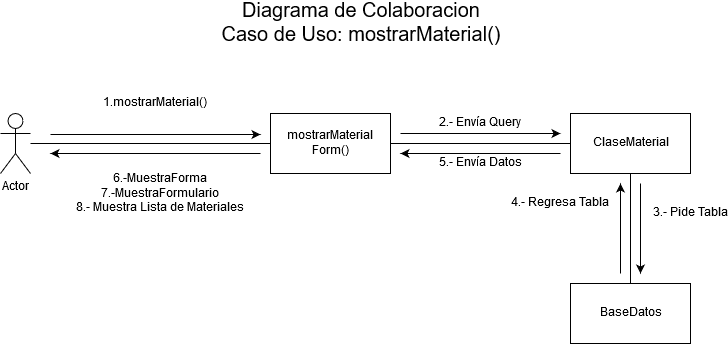 Diagrama de Colaboracion
Caso de Uso: mostrarMaterial()
1.mostrarMaterial()
Actor
6.-MuestraForma
7.-MuestraFormulario
8.- Muestra Lista de Materiales
mostrarMaterial
Form()
2.- Envía Query
5.- Envía Datos
ClaseMaterial
4.- Regresa Tabla
3.- Pide Tabla
BaseDatos